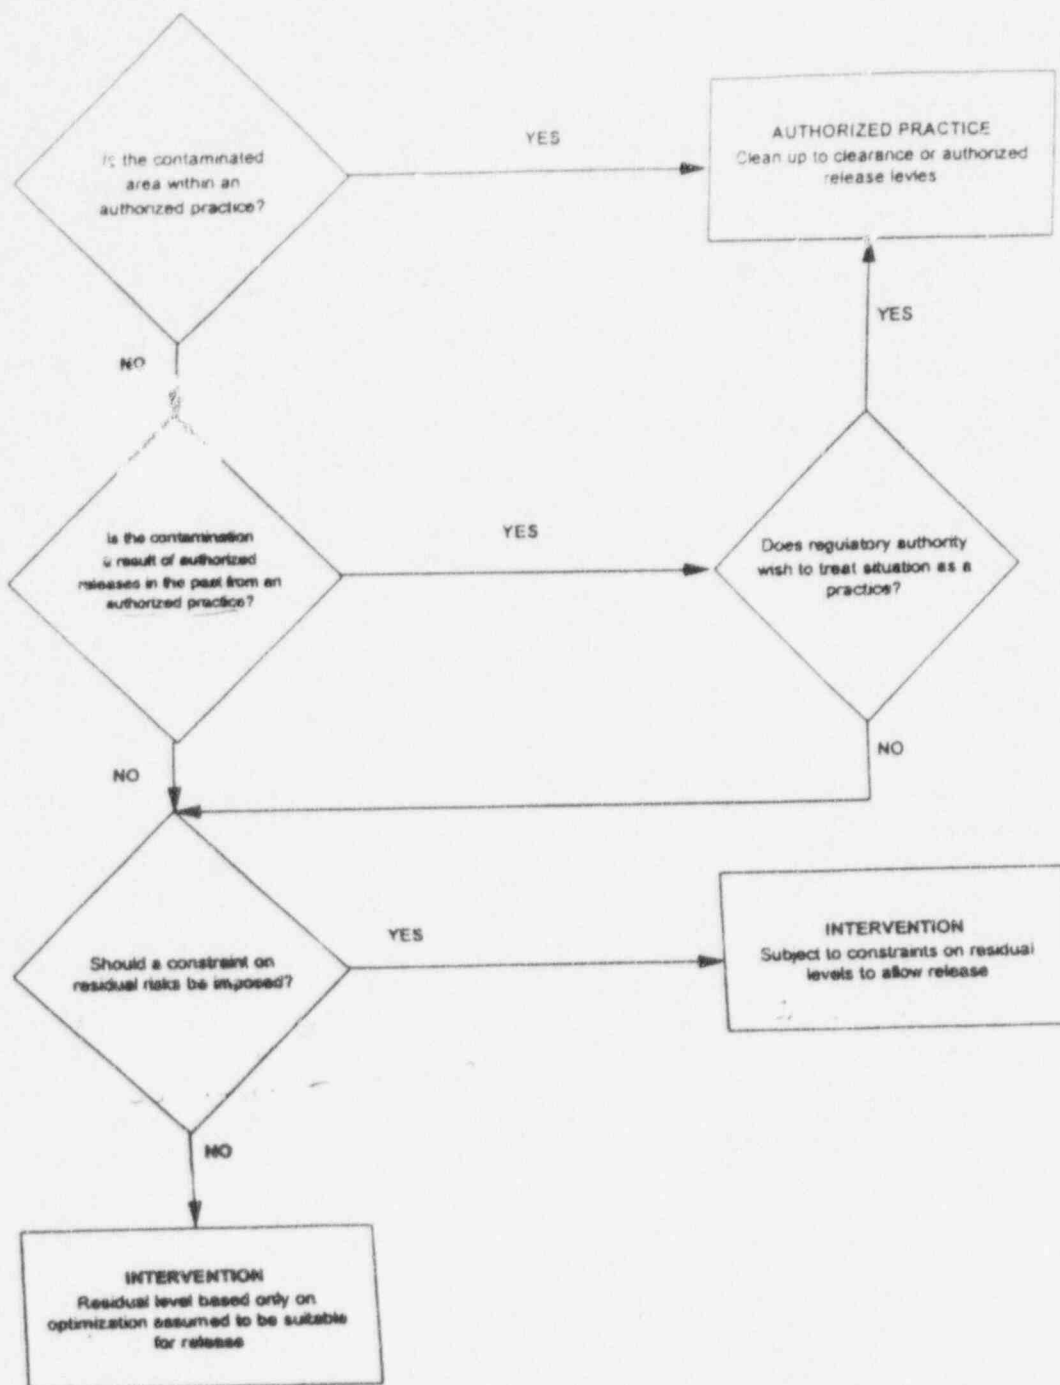 Is the contaminated
area within an
authorized practice?
YES
AUTHORIZED PRACTICE
Clean up to clearance or authorized
release levles
NO
YES
Is the contamination
a result of authorized
releases in the past from an
authorized practice?
YES
Does regulatory authority
wish to treat situation as a
practice?
NO
NO
Should a constraint on
residual risks be imposed?
YES
INTERVENTION
Subject to constraints on residual
levels to allow release
NO
INTERVENTION
Residual level based only on
optimization assumed to be suitable
for release